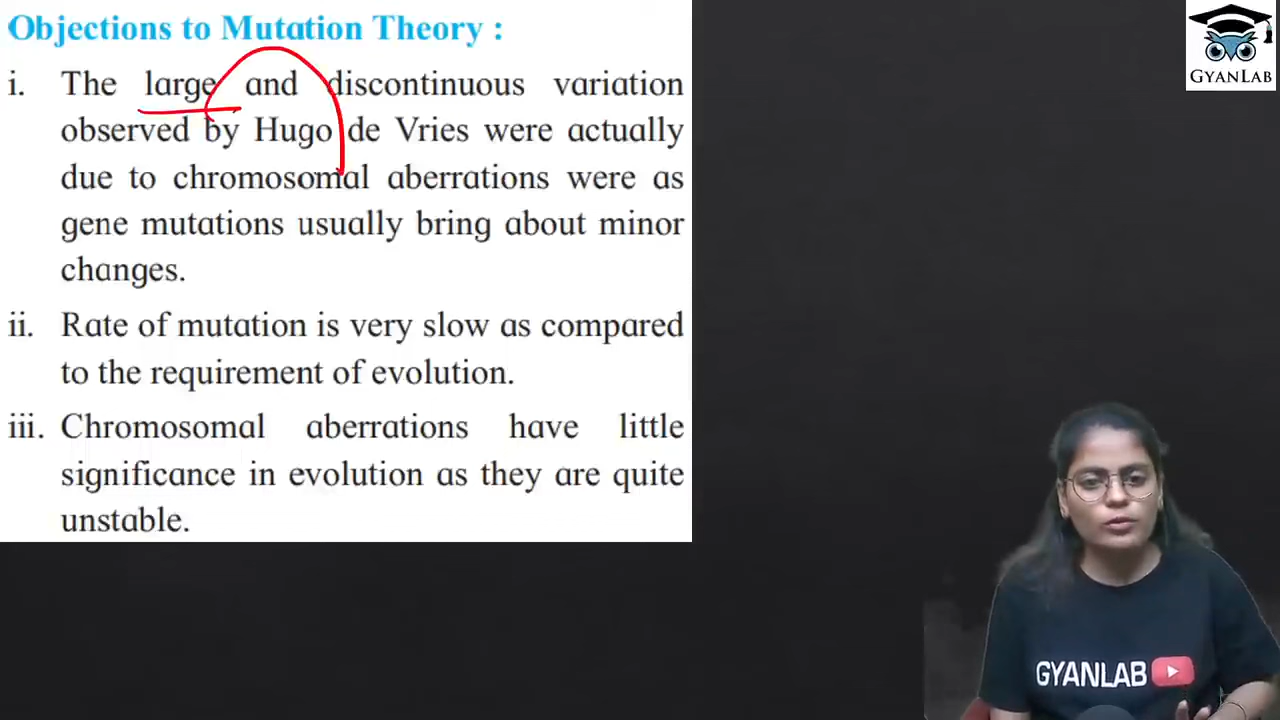 Objections to Mutation Theory :
i. The large and discontinuous variation
observed by Hugo de Vries were actually
due to chromosomal aberrations were as
gene mutations usually bring about minor
changes.
ii. Rate of mutation is very slow as compared
to the requirement of evolution.
iii. Chromosomal aberrations have little
significance in evolution as they are quite
unstable.
GYANLAB
GYANLAB